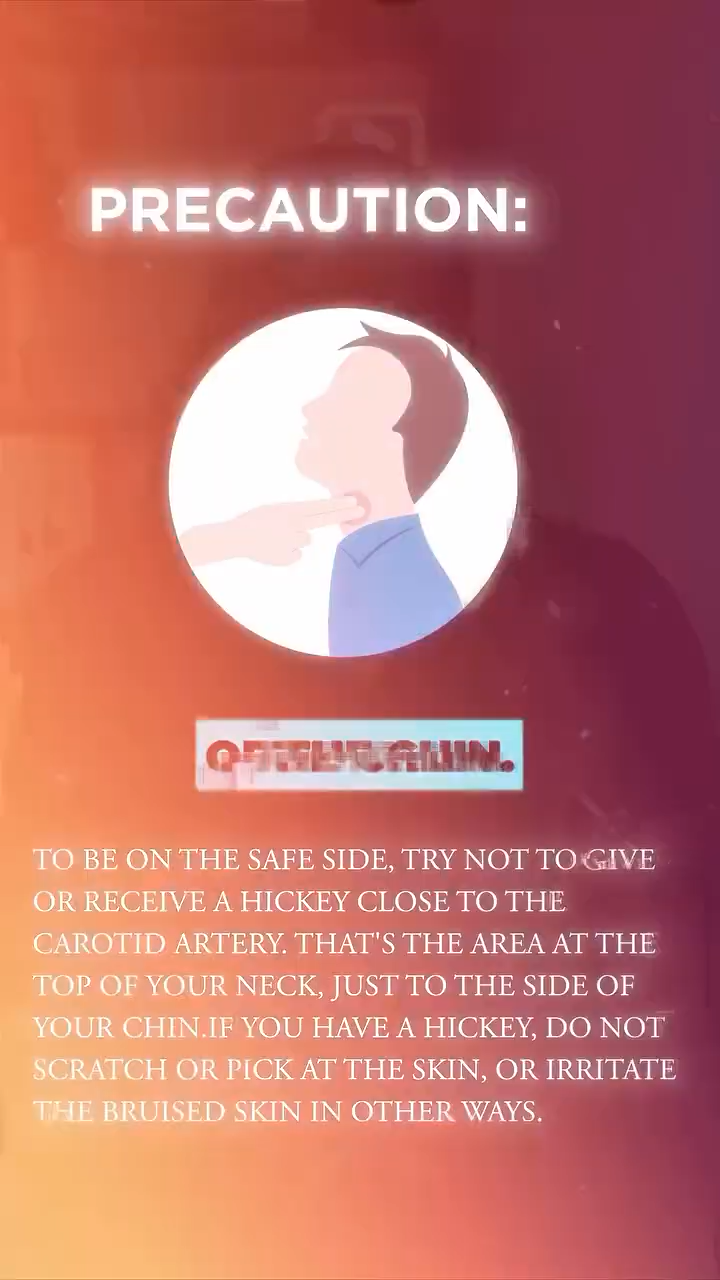 PRECAUTION:
TO BE ON THE SAFE SIDE, TRY NOT TO GIVE
OR RECEIVE A HICKEY CLOSE TO THE
CAROTID ARTERY. THAT'S THE AREA AT THE
TOP OF YOUR NECK, JUST TO THE SIDE OF
YOUR CHIN.IF YOU HAVE A HICKEY, DO NOT
SCRATCH OR PICK AT THE SKIN, OR IRRITATE
THE BRUISED SKIN IN OTHER WAYS.